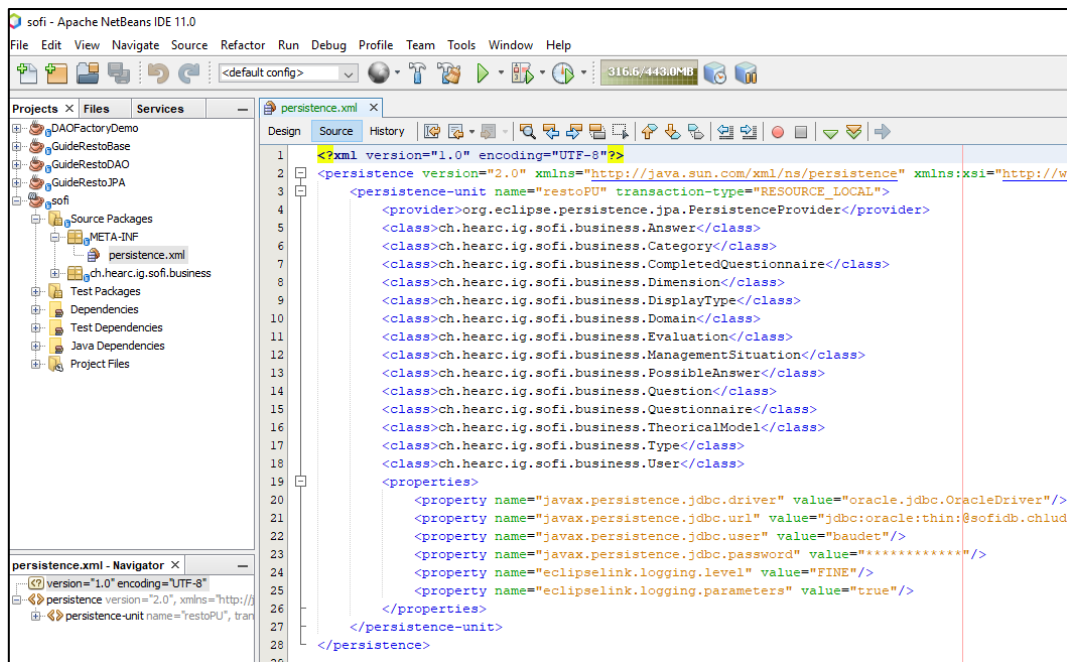 sofi - Apache NetBeans IDE 11.0
File Edit View Navigate Source Refactor Run Debug Profile Team Tools Window Help
<default config>
316.6/443.0MB
Projects Files Services
DAOFactoryDemo
GuideRestoBase
GuideRestoDAO
GuideRestoJPA
sofi
Source Packages
META-INF
persistence.xml
ch.hearc.ig.sofi.business
Test Packages
Dependencies
Test Dependencies
Java Dependencies
Project Files
persistence.xml - Navigator
version="1.0" encoding="UTF-8"
persistence version="2.0", xmlns="http://j
persistence-unit name="restoPU", tran
persistence.xml
Design Source History
1 <?xml version="1.0" encoding="UTF-8"?>
2 <persistence version="2.0" xmlns="http://java.sun.com/xml/ns/persistence" xmlns:xsi="http://w
3 <persistence-unit name="restoPU" transaction-type="RESOURCE_LOCAL">
4 <provider>org.eclipse.persistence.jpa.PersistenceProvider</provider>
5 <class>ch.hearc.ig.sofi.business.Answer</class>
6 <class>ch.hearc.ig.sofi.business.Category</class>
7 <class>ch.hearc.ig.sofi.business.CompletedQuestionnaire</class>
8 <class>ch.hearc.ig.sofi.business.Dimension</class>
9 <class>ch.hearc.ig.sofi.business.DisplayType</class>
10 <class>ch.hearc.ig.sofi.business.Domain</class>
11 <class>ch.hearc.ig.sofi.business.Evaluation</class>
12 <class>ch.hearc.ig.sofi.business.ManagementSituation</class>
13 <class>ch.hearc.ig.sofi.business.PossibleAnswer</class>
14 <class>ch.hearc.ig.sofi.business.Question</class>
15 <class>ch.hearc.ig.sofi.business.Questionnaire</class>
16 <class>ch.hearc.ig.sofi.business.TheoricalModel</class>
17 <class>ch.hearc.ig.sofi.business.Type</class>
18 <class>ch.hearc.ig.sofi.business.User</class>
19 <properties>
20 <property name="javax.persistence.jdbc.driver" value="oracle.jdbc.OracleDriver"/>
21 <property name="javax.persistence.jdbc.url" value="jdbc:oracle:thin:@sofidb.chlud
22 <property name="javax.persistence.jdbc.user" value="baudet"/>
23 <property name="javax.persistence.jdbc.password" value="************"/>
24 <property name="eclipselink.logging.level" value="FINE"/>
25 <property name="eclipselink.logging.parameters" value="true"/>
26 </properties>
27 </persistence-unit>
28 </persistence>